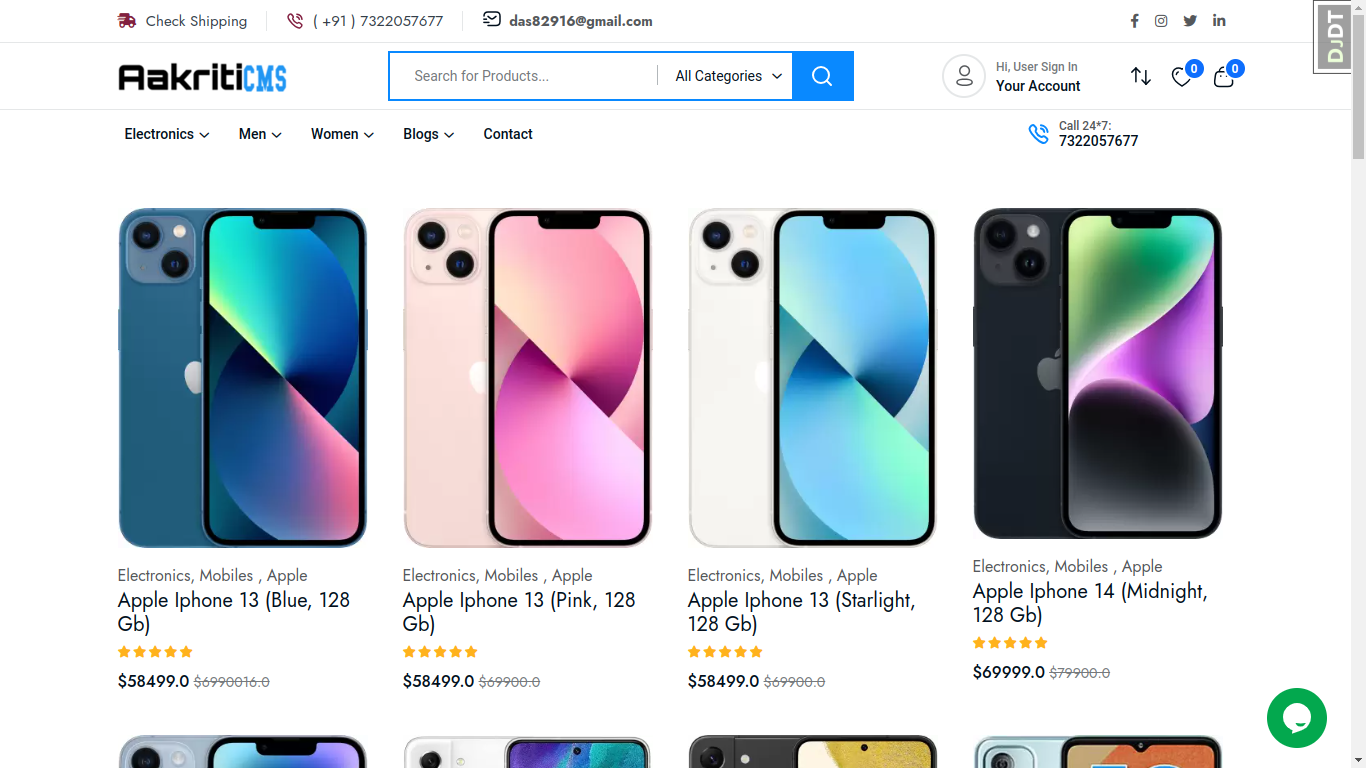 Check Shipping
( +91 ) 7322057677
das82916@gmail.com
DJDT
AakritiCMS
Search for Products...
All Categories
Hi, User Sign In
Your Account
0
0
Electronics
Men
Women
Blogs
Contact
Call 24*7:
7322057677
Electronics, Mobiles , Apple
Apple Iphone 13 (Blue, 128
Gb)
$58499.0 $6990016.0
Electronics, Mobiles , Apple
Apple Iphone 13 (Pink, 128
Gb)
$58499.0 $69900.0
Electronics, Mobiles , Apple
Apple Iphone 13 (Starlight,
128 Gb)
$58499.0 $69900.0
Electronics, Mobiles , Apple
Apple Iphone 14 (Midnight,
128 Gb)
$69999.0 $79900.0